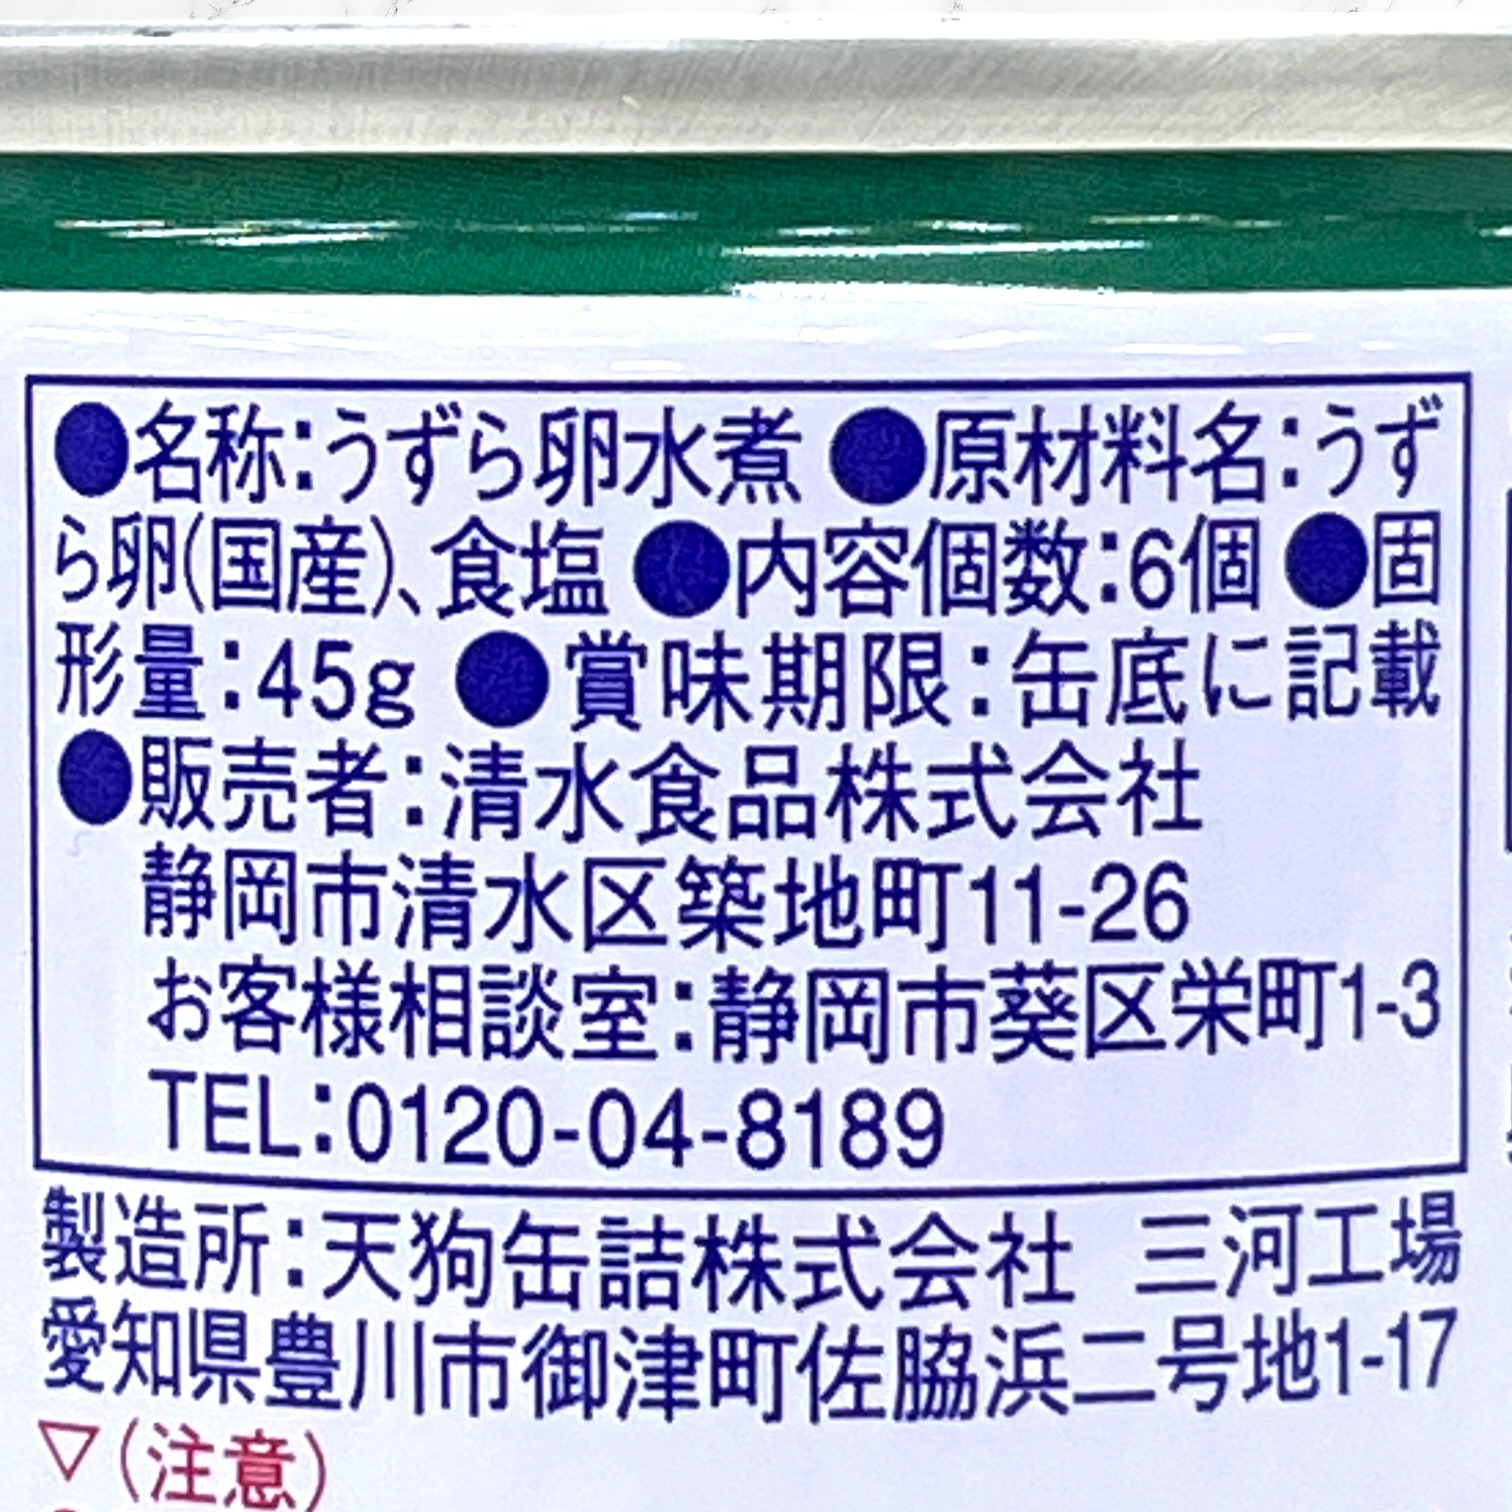 ●名称:うずら卵水煮 ●原材料名:うず
ら卵(国産)、食塩 ●内容個数:6個 ●固
形量:45g ●賞味期限:缶底に記載
●販売者:清水食品株式会社
静岡市清水区築地町11-26
お客様相談室:静岡市葵区栄町1-3
TEL:0120-04-8189
製造所:天狗缶詰株式会社 三河工場
愛知県豊川市御津町佐脇浜二号地1-17
▽(注意)